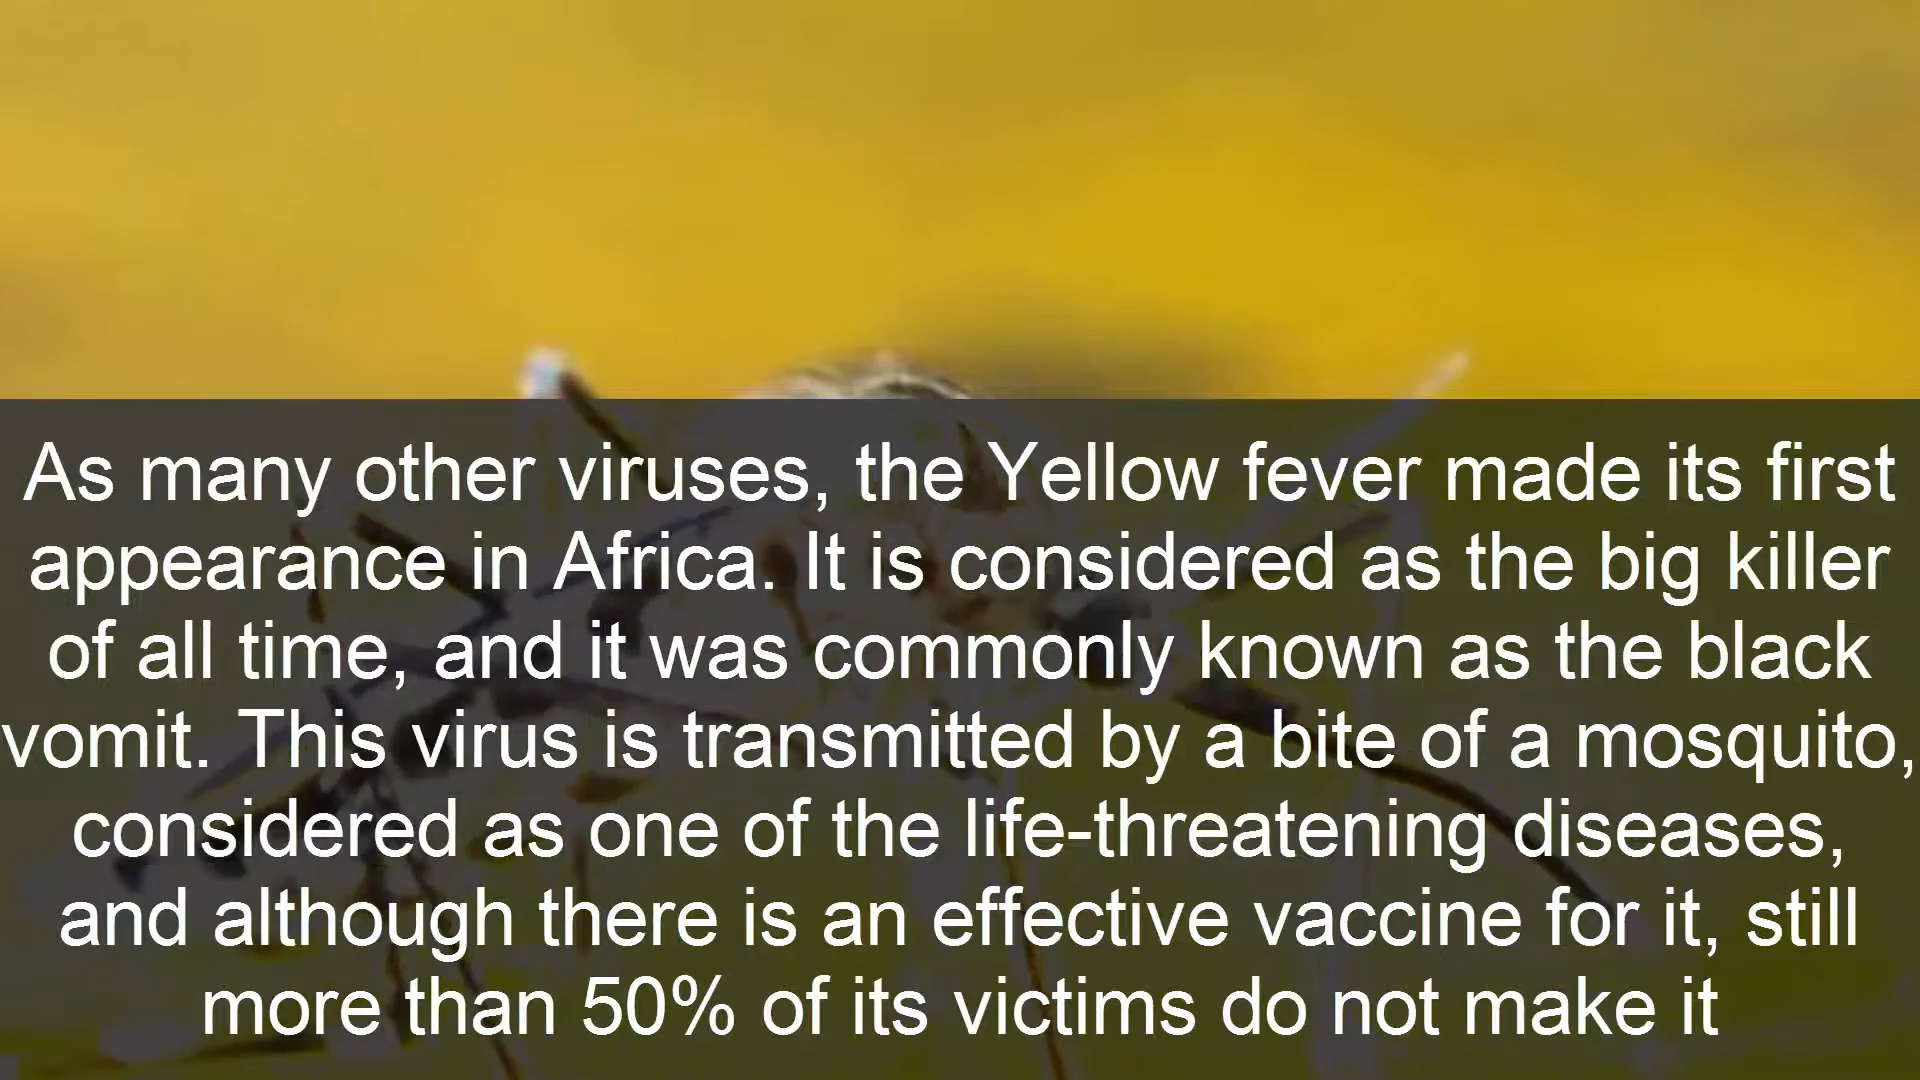 As many other viruses, the Yellow fever made its first
appearance in Africa. It is considered as the big killer
of all time, and it was commonly known as the black
vomit. This virus is transmitted by a bite of a mosquito,
considered as one of the life-threatening diseases,
and although there is an effective vaccine for it, still
more than 50% of its victims do not make it